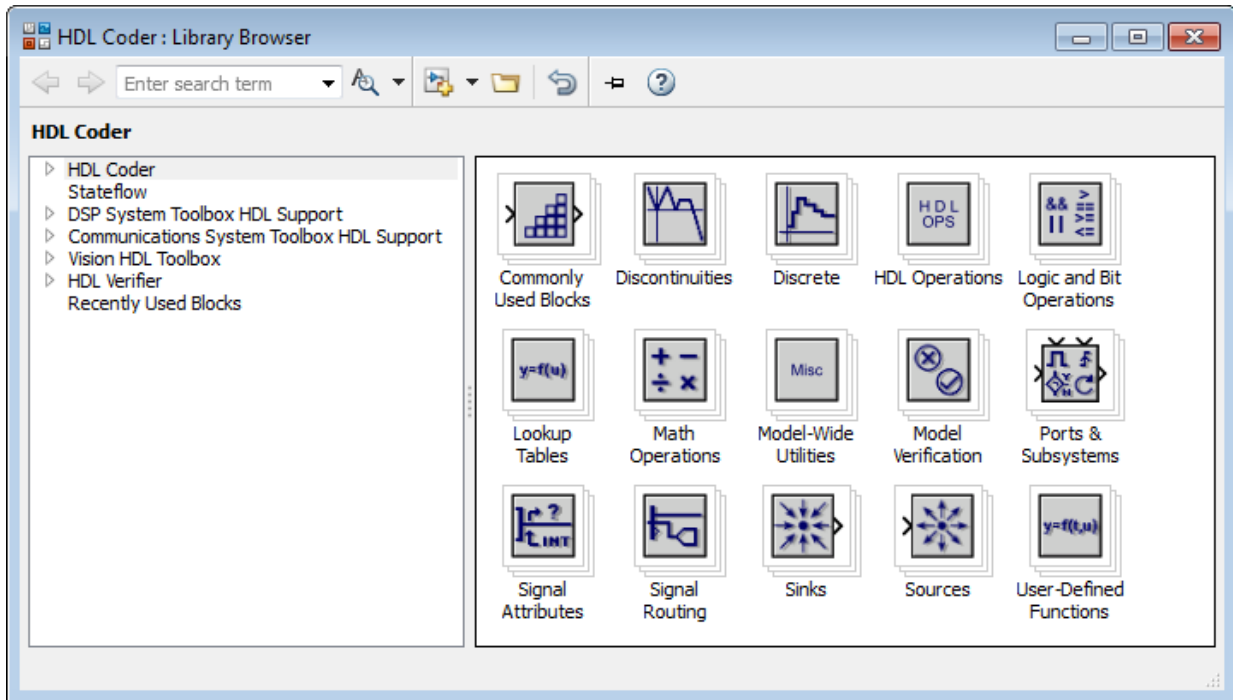 HDL Coder : Library Browser
Enter search term
HDL Coder
HDL Coder
Stateflow
DSP System Toolbox HDL Support
Communications System Toolbox HDL Support
Vision HDL Toolbox
HDL Verifier
Recently Used Blocks
Commonly
Used Blocks
Discontinuities
Discrete
HDL
OPS
HDL Operations
&& > == >= <= ||
Logic and Bit
Operations
y=f(u)
Lookup
Tables
+ − ÷ ×
Math
Operations
Misc
Model-Wide
Utilities
Model
Verification
Y
N
C
Ports &
Subsystems
?
INT
Signal
Attributes
Signal
Routing
Sinks
Sources
y=f(t,u)
User-Defined
Functions